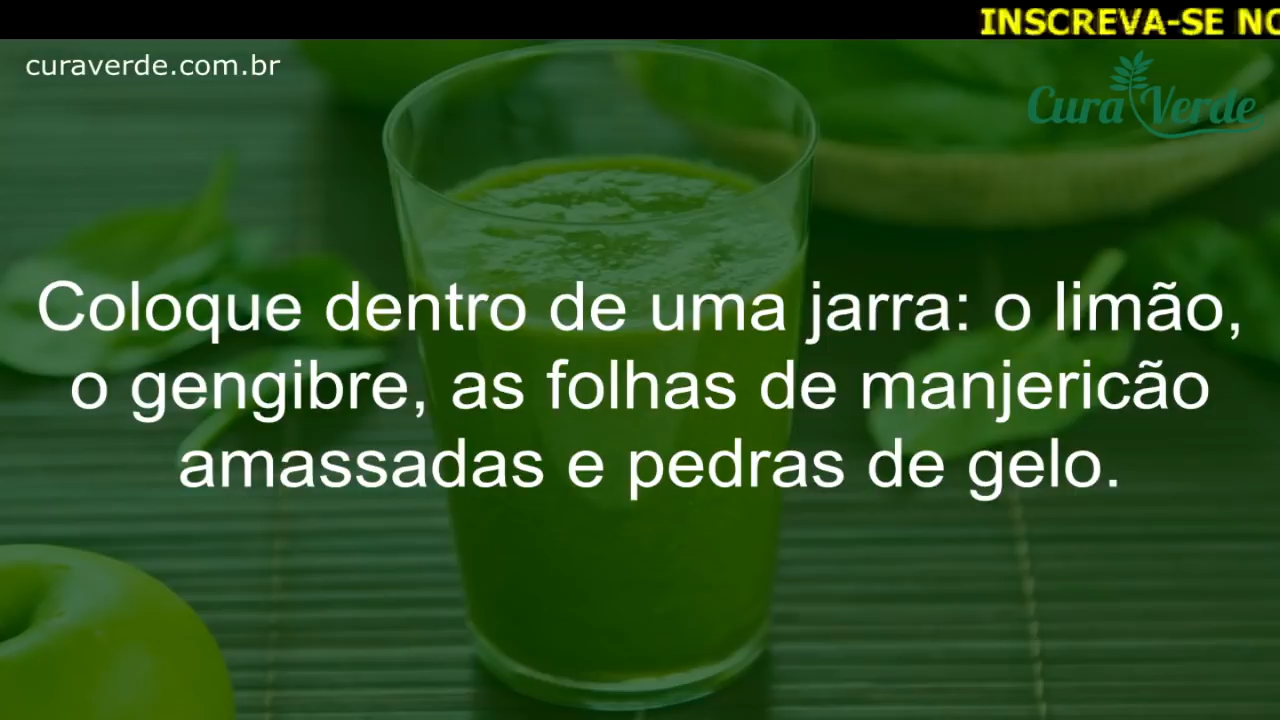 INSCREVA-SE NO
curaverde.com.br
Cura Verde
Coloque dentro de uma jarra: o limão,
o gengibre, as folhas de manjericão
amassadas e pedras de gelo.